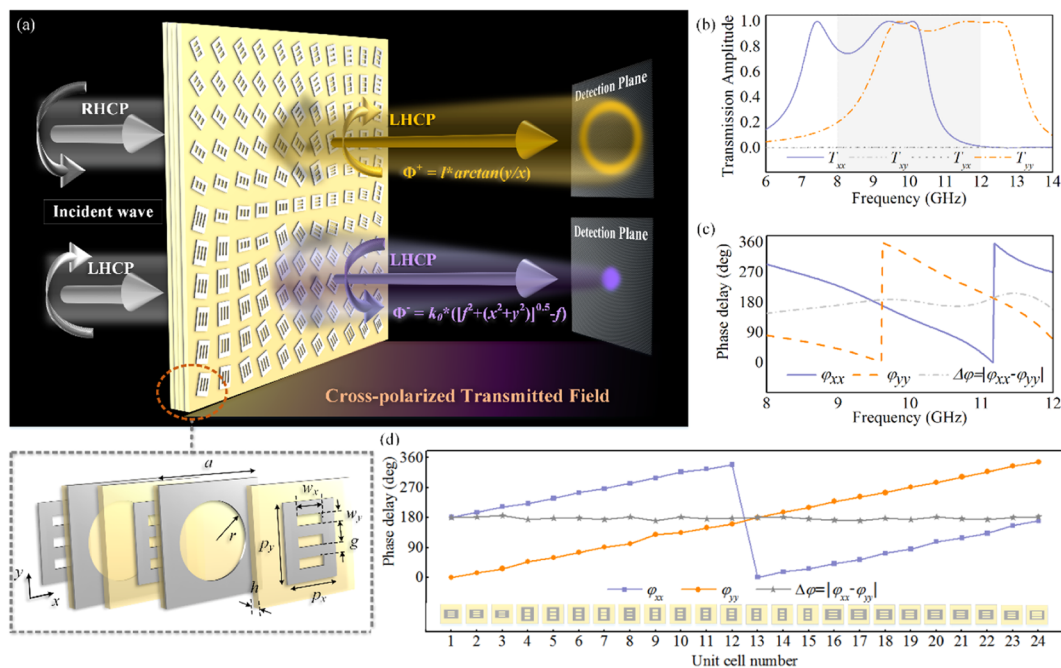 (a)
RHCP
Incident wave
LHCP
LHCP
Φ⁺ = l*arctan(y/x)
Detection Plane
LHCP
Φ⁻ = k₀*([f²+(x²+y²)]^0.5-f)
Detection Plane
Cross-polarized Transmitted Field
a
w_x
w_y
r
p_y
g
h
p_x
y
x
(b)
Transmission Amplitude
1.0
0.8
0.6
0.4
0.2
0.0
T_xx T_xy T_yx T_yy
6 7 8 9 10 11 12 13 14
Frequency (GHz)
(c)
Phase delay (deg)
360
270
180
90
0
φ_xx φ_yy Δφ=|φ_xx-φ_yy|
8 9 10 11 12
Frequency (GHz)
(d)
Phase delay (deg)
360
270
180
90
0
φ_xx φ_yy Δφ=|φ_xx-φ_yy|
1 2 3 4 5 6 7 8 9 10 11 12 13 14 15 16 17 18 19 20 21 22 23 24
Unit cell number